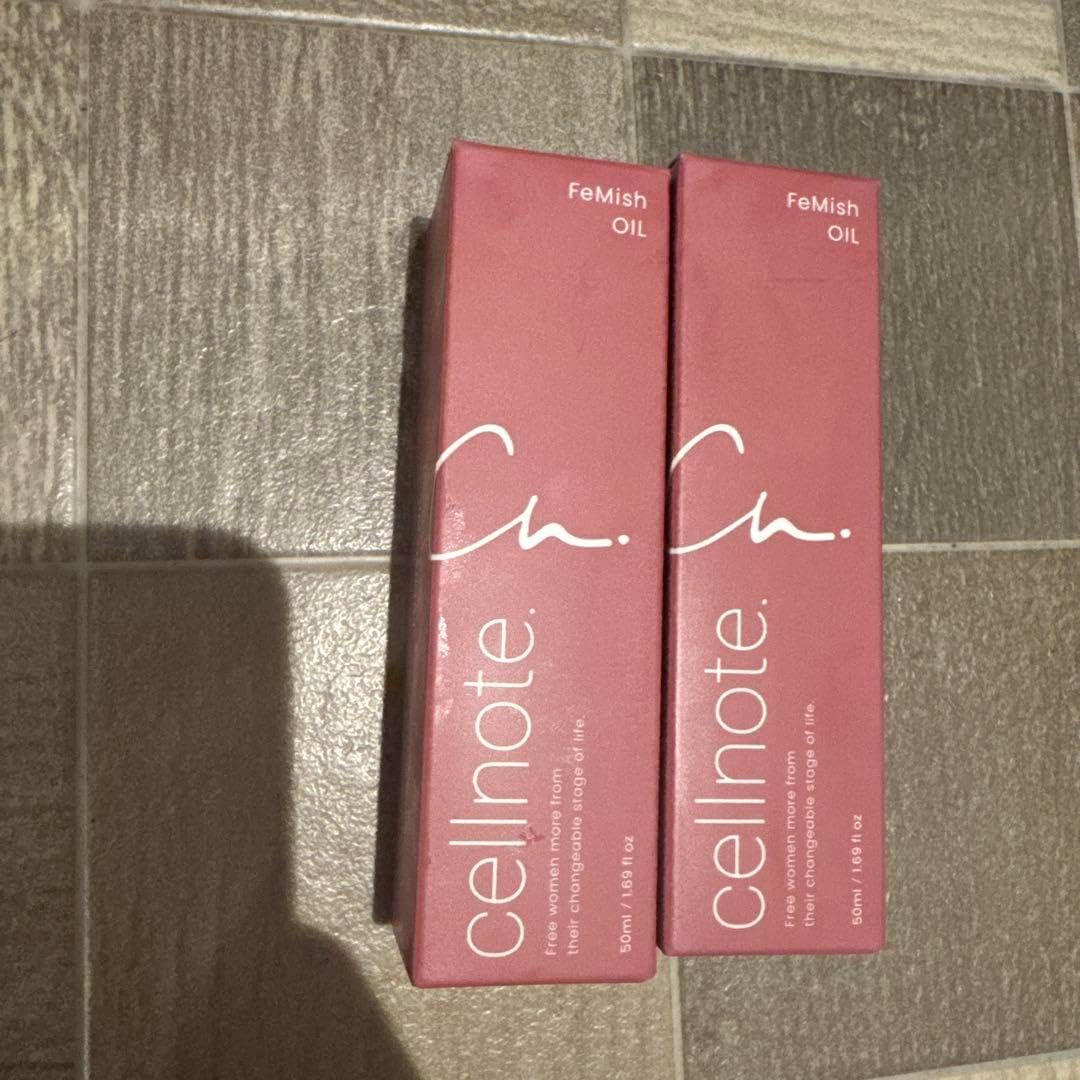 FeMish
OIL
Cn.
cellnote.
Free women more from
their changeable stage of life.
50ml / 1.69 fl oz
FeMish
OIL
Cn.
cellnote.
Free women more from
their changeable stage of life.
50ml / 1.69 fl oz